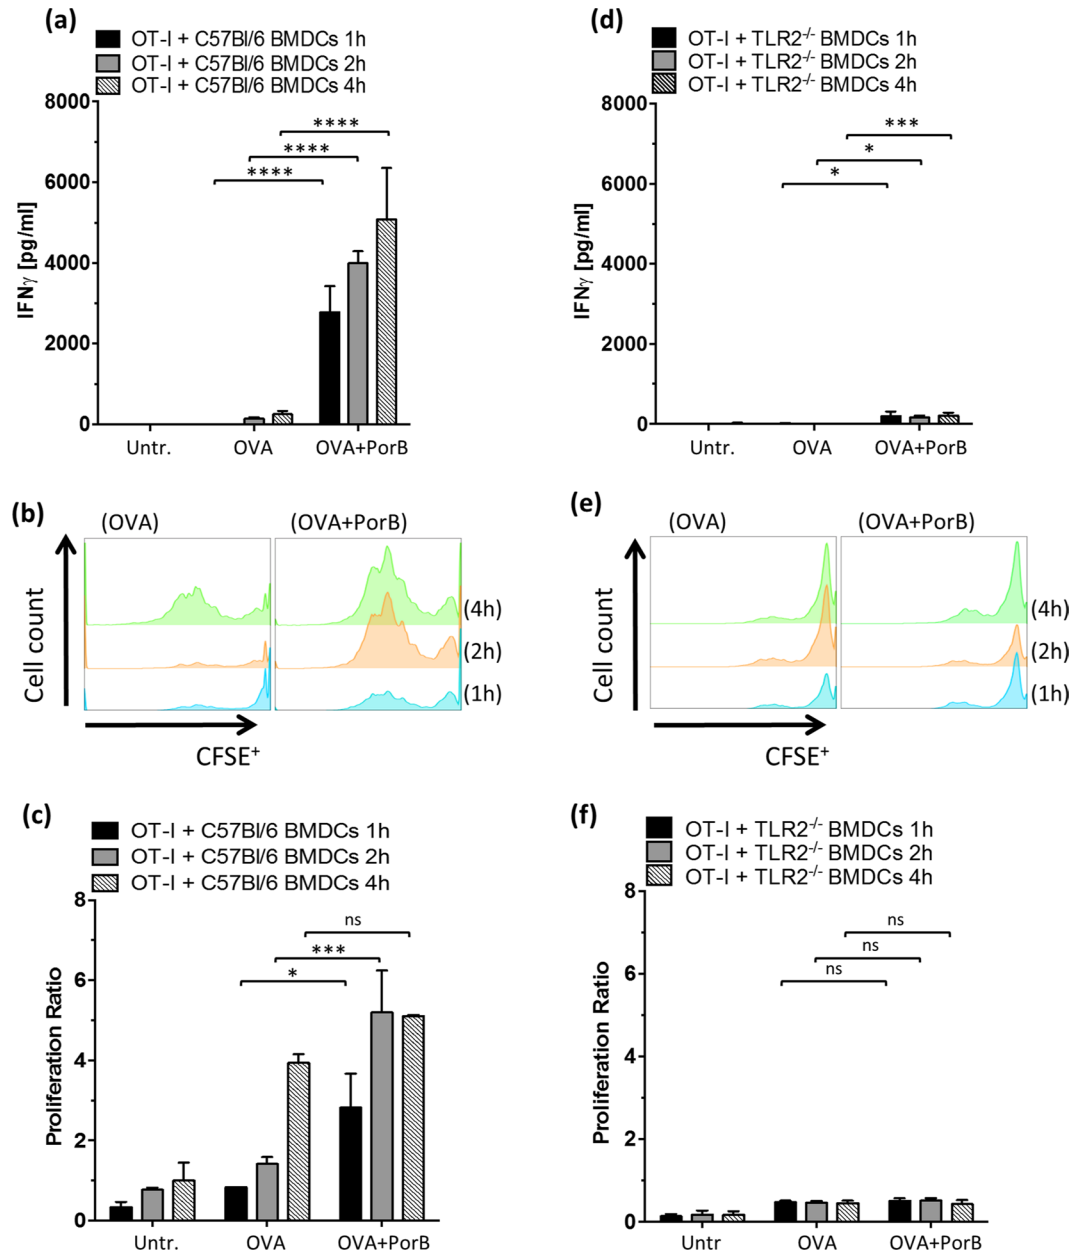 (a)
OT-I + C57Bl/6 BMDCs 1h
OT-I + C57Bl/6 BMDCs 2h
OT-I + C57Bl/6 BMDCs 4h
8000
6000
4000
2000
0
IFNγ [pg/ml]
****
****
****
Untr.
OVA
OVA+PorB
(d)
OT-I + TLR2-/- BMDCs 1h
OT-I + TLR2-/- BMDCs 2h
OT-I + TLR2-/- BMDCs 4h
8000
6000
4000
2000
0
IFNγ [pg/ml]
***
*
*
Untr.
OVA
OVA+PorB
(b)
(OVA)
(OVA+PorB)
Cell count
(4h)
(2h)
(1h)
CFSE+
(e)
(OVA)
(OVA+PorB)
Cell count
(4h)
(2h)
(1h)
CFSE+
(c)
OT-I + C57Bl/6 BMDCs 1h
OT-I + C57Bl/6 BMDCs 2h
OT-I + C57Bl/6 BMDCs 4h
8
6
4
2
0
Proliferation Ratio
ns
***
*
Untr.
OVA
OVA+PorB
(f)
OT-I + TLR2-/- BMDCs 1h
OT-I + TLR2-/- BMDCs 2h
OT-I + TLR2-/- BMDCs 4h
8
6
4
2
0
Proliferation Ratio
ns
ns
ns
Untr
OVA
OVA+PorB